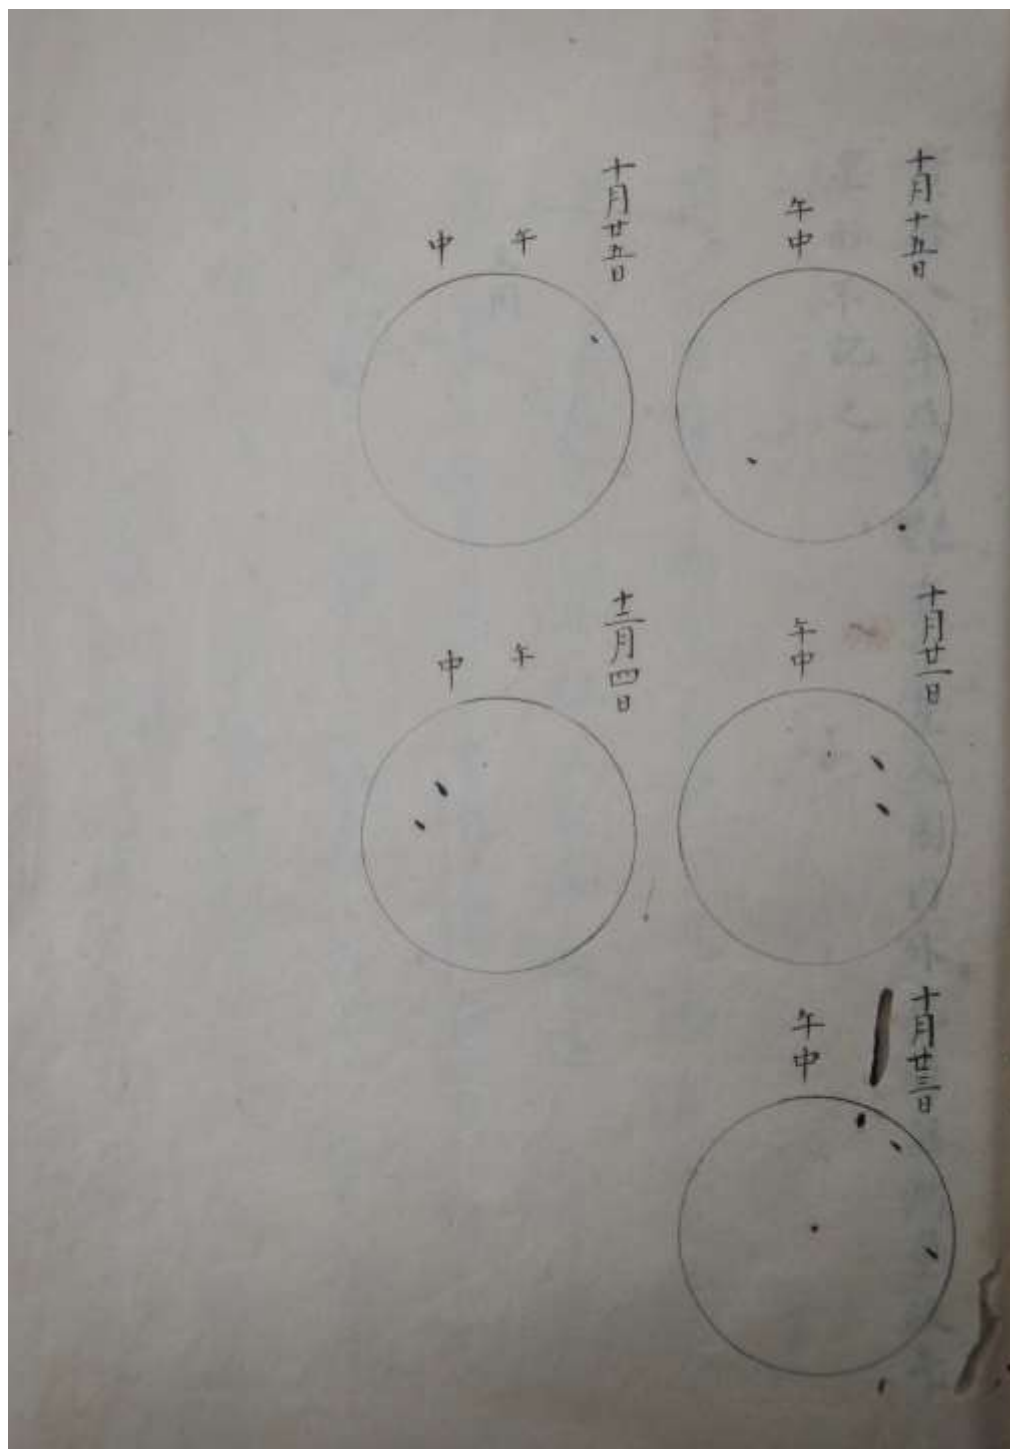 十月十五日
午中
十月廿一日
午中
十月廿三日
午中
十月廿五日
午中
十二月四日
午中